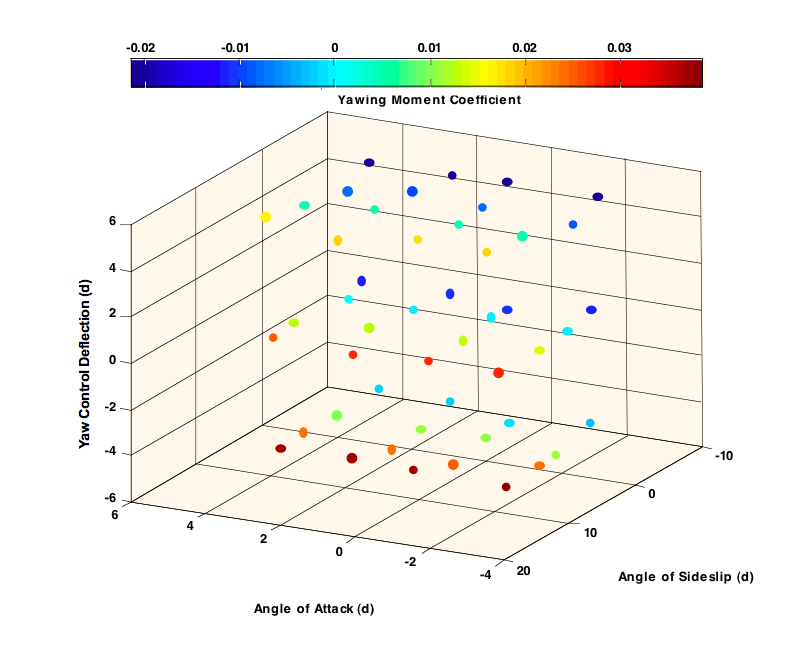 -0.02 -0.01 0 0.01 0.02 0.03
Yawing Moment Coefficient
6
4
2
0
-2
-4
-6
Yaw Control Deflection (d)
6 4 2 0 -2 -4
Angle of Attack (d)
-10
0
10
20
Angle of Sideslip (d)